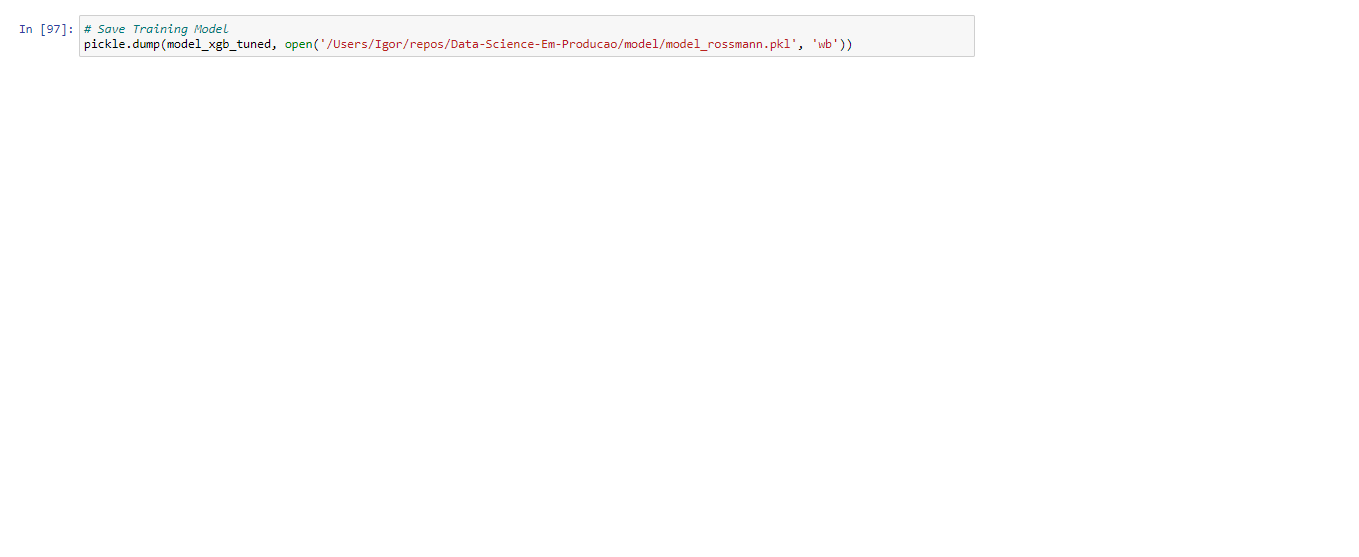 In [97]: # Save Training Model
pickle.dump(model_xgb_tuned, open('/Users/Igor/repos/Data-Science-Em-Producao/model/model_rossmann.pkl', 'wb'))